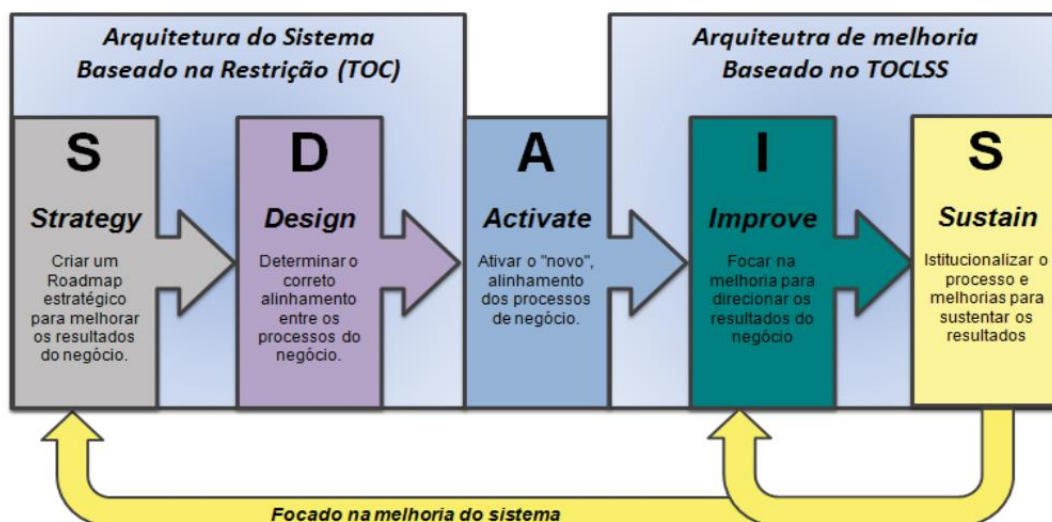 Arquitetura do Sistema
Baseado na Restrição (TOC)
Arquiteutra de melhoria
Baseado no TOCLSS
S
Strategy
Criar um
Roadmap
estratégico
para melhorar
os resultados
do negócio.
D
Design
Determinar o
correto
alinhamento
entre os
processos do
negócio.
A
Activate
Ativar o "novo",
alinhamento
dos processos
de negócio.
I
Improve
Focar na
melhoria para
direcionar os
resultados do
negócio
S
Sustain
Istitucionalizar o
processo e
melhorias para
sustentar os
resultados
Focado na melhoria do sistema